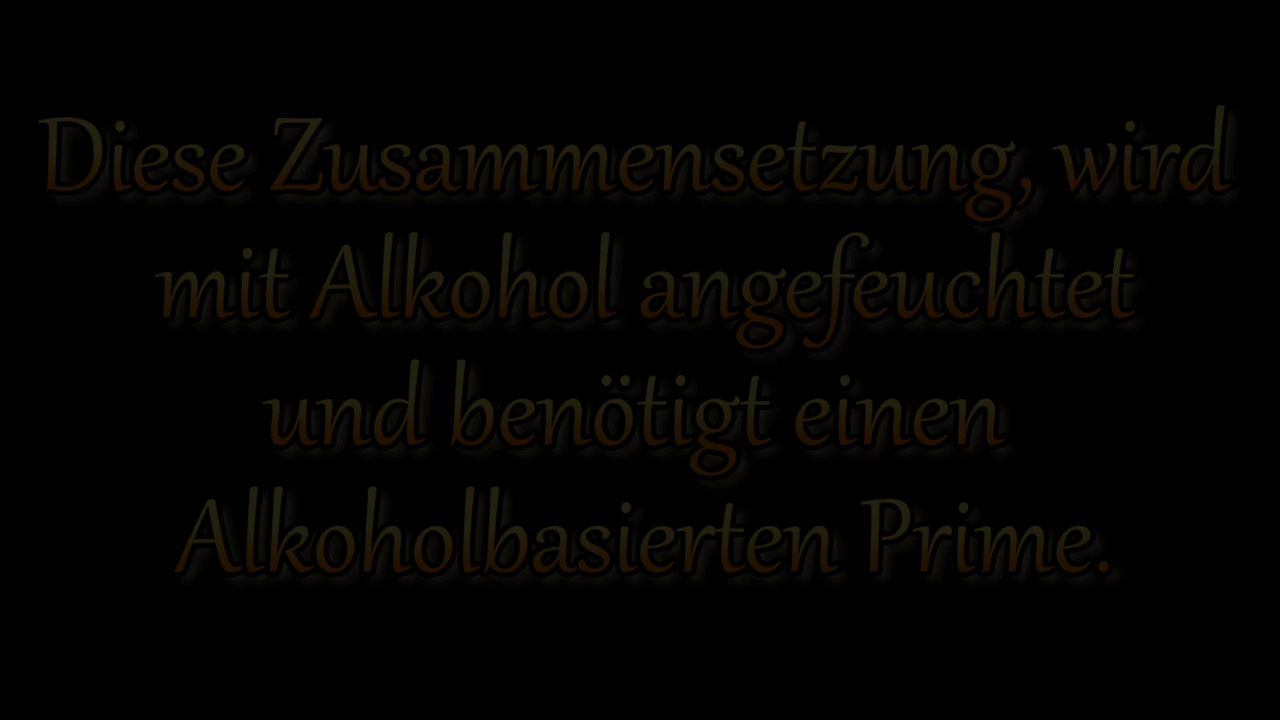 Diese Zusammensetzung, wird
mit Alkohol angefeuchtet
und benötigt einen
Alkoholbasierten Prime.